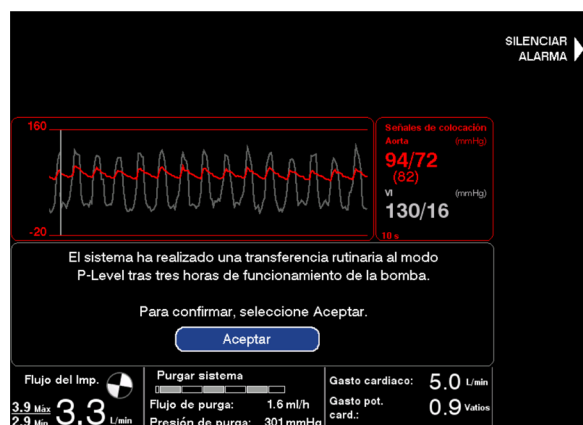 SILENCIAR
ALARMA
160
-20
Señales de colocación
Aorta (mmHg)
94/72
(82)
VI (mmHg)
130/16
10 s
El sistema ha realizado una transferencia rutinaria al modo
P-Level tras tres horas de funcionamiento de la bomba.
Para confirmar, seleccione Aceptar.
Aceptar
Flujo del Imp.
3.9 Máx
2.9 Mín
3.3 L/min
Purgar sistema
Flujo de purga: 1.6 ml/h
Presión de purga: 301 mmHg
Gasto cardiaco: 5.0 L/min
Gasto pot.
card.: 0.9 Vatios